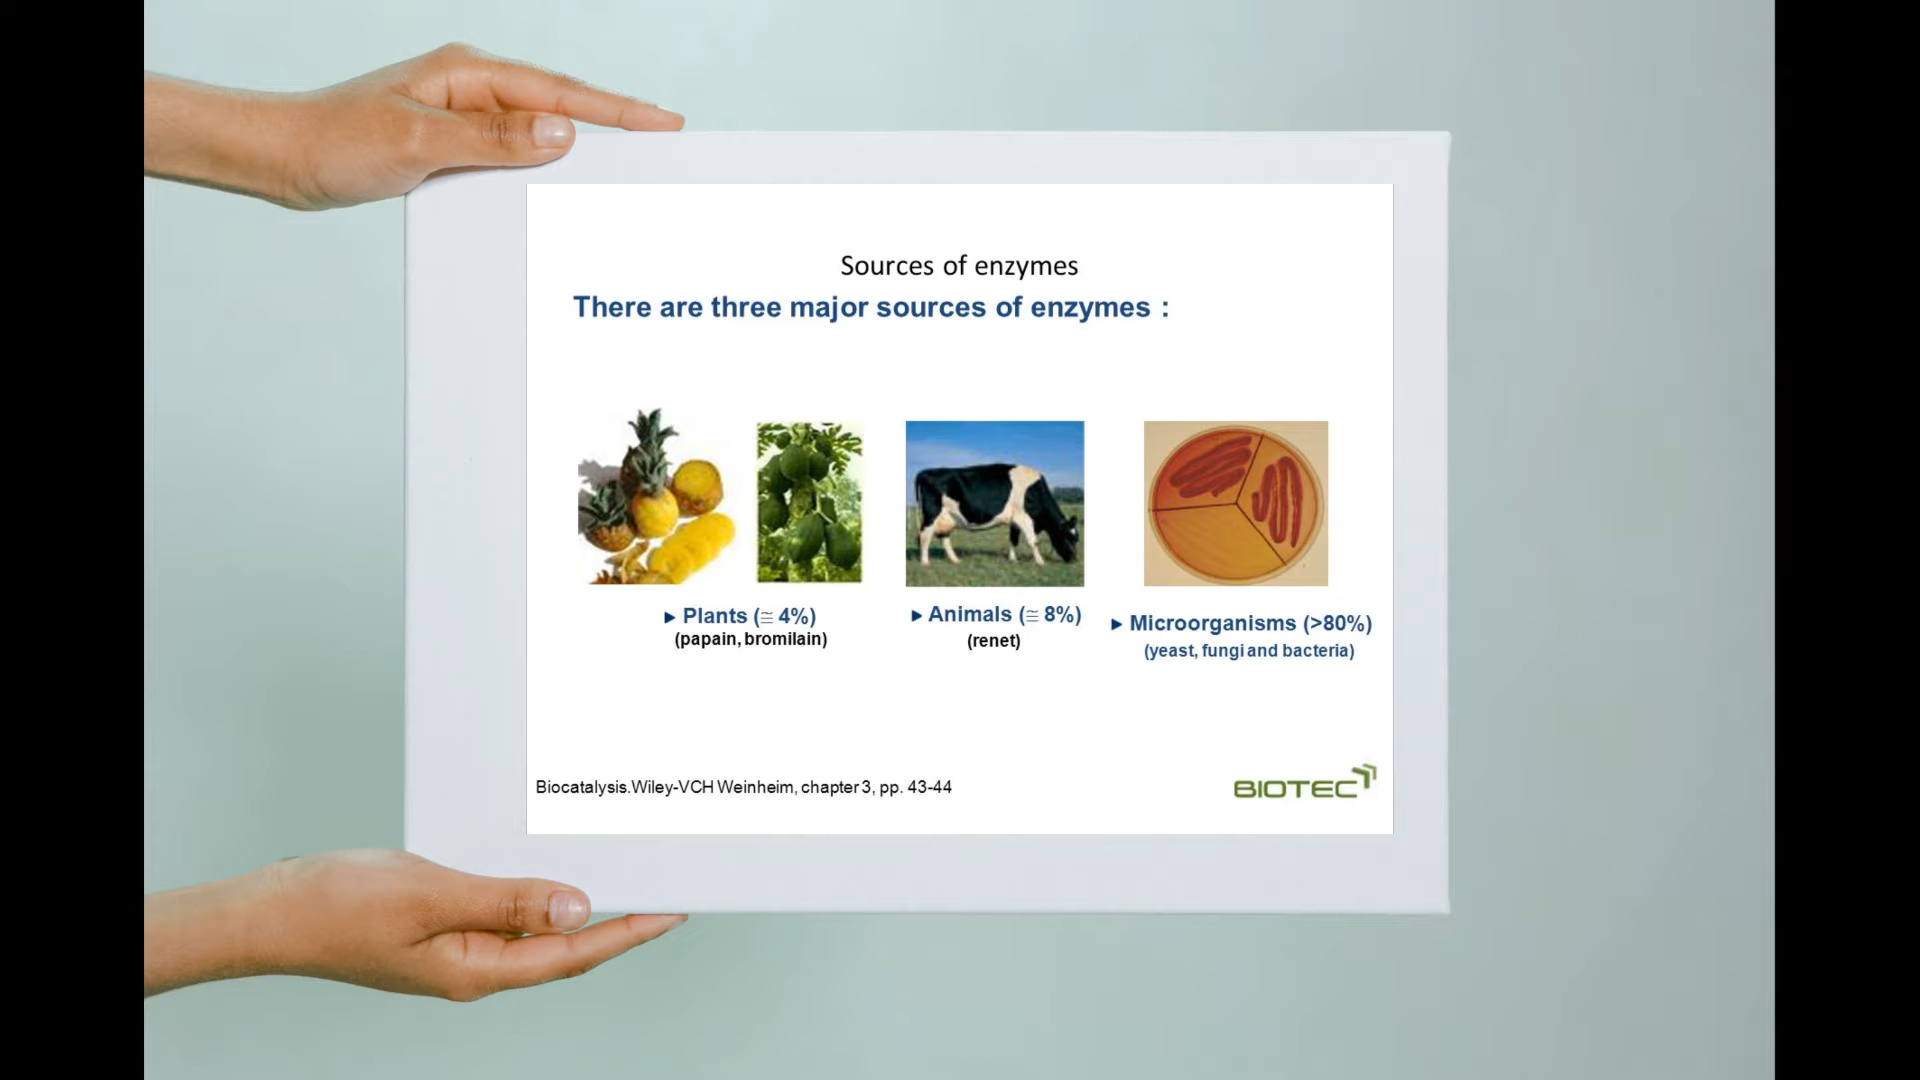 Sources of enzymes
There are three major sources of enzymes :
► Plants (≅ 4%)
(papain, bromilain)
► Animals (≅ 8%)
(renet)
► Microorganisms (>80%)
(yeast, fungi and bacteria)
Biocatalysis.Wiley-VCH Weinheim, chapter 3, pp. 43-44
BIOTEC